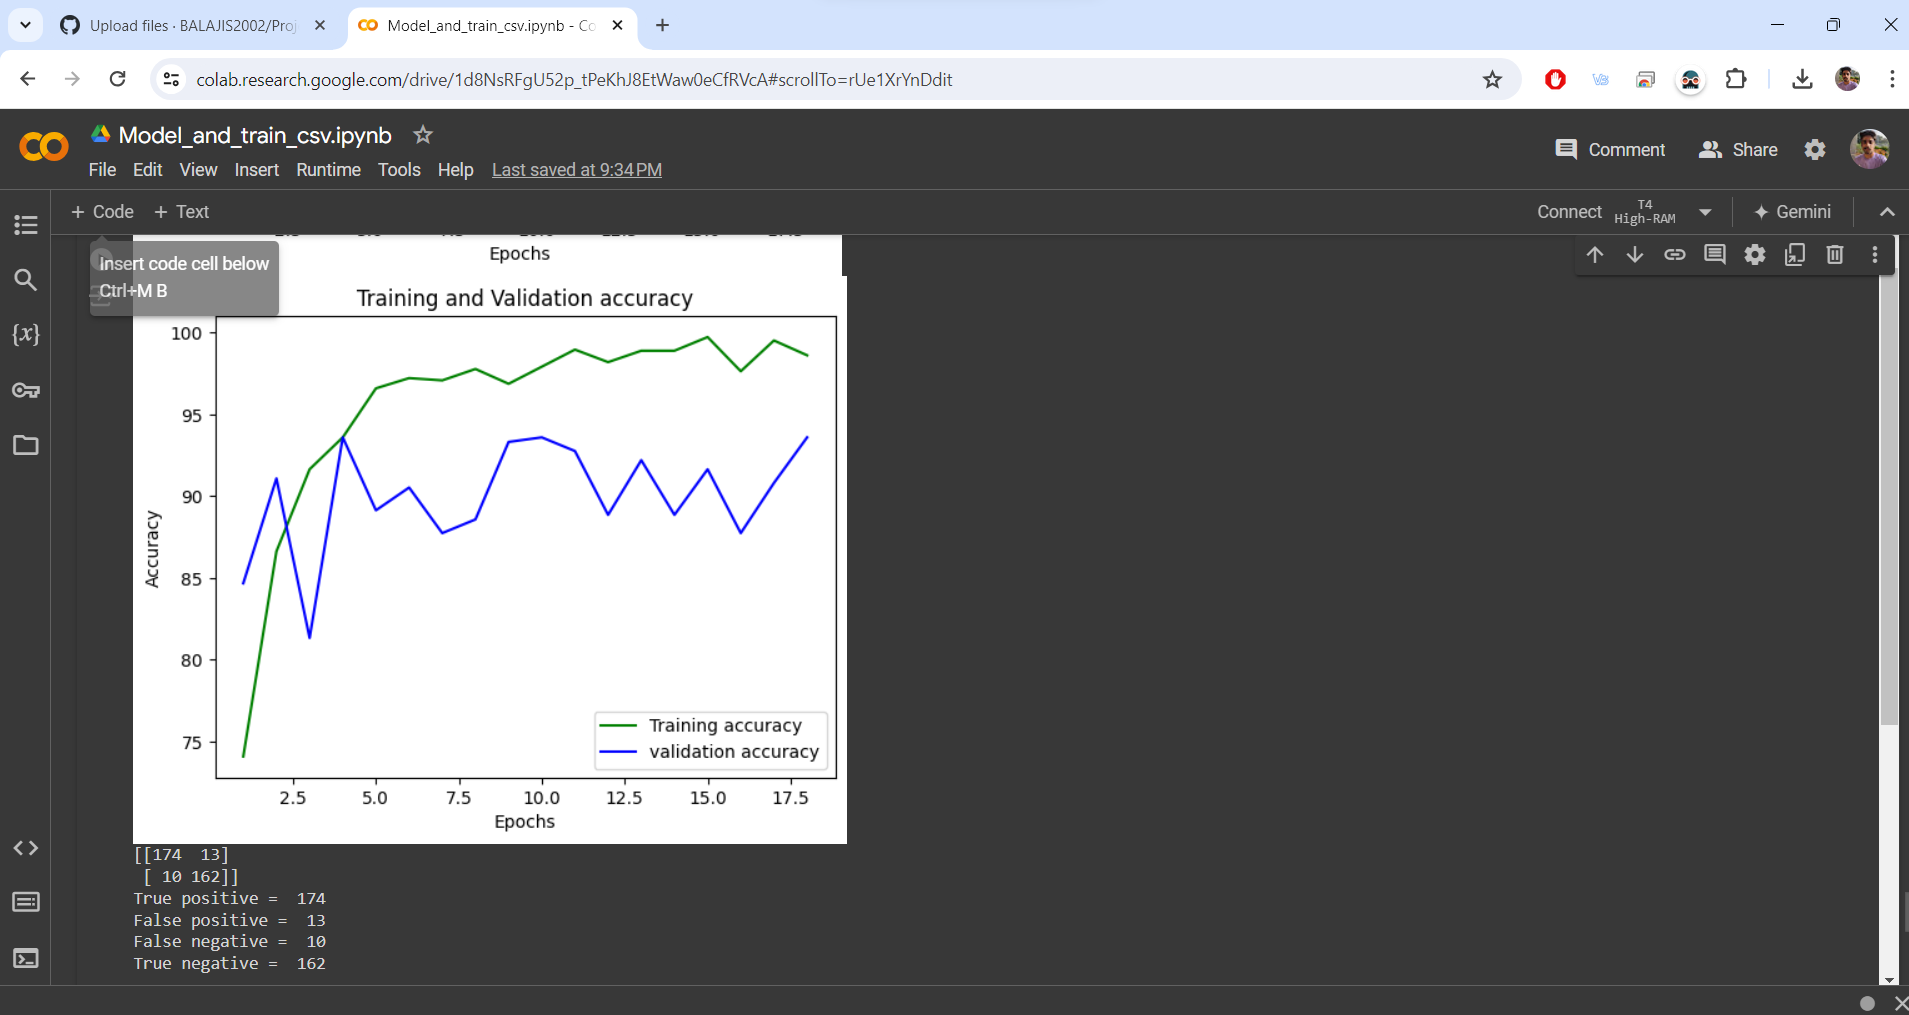 Upload files · BALAJIS2002/Proj
Model_and_train_csv.ipynb - Co
colab.research.google.com/drive/1d8NsRFgU52p_tPeKhJ8EtWaw0eCfRVcA#scrollTo=rUe1XrYnDdit
Model_and_train_csv.ipynb
Comment
Share
File Edit View Insert Runtime Tools Help Last saved at 9:34 PM
+ Code + Text
Connect T4 High-RAM
Gemini
Insert code cell below
Ctrl+M B
Epochs
Training and Validation accuracy
100
95
90
85
80
75
Accuracy
Training accuracy
validation accuracy
2.5 5.0 7.5 10.0 12.5 15.0 17.5
Epochs
[[174  13]
 [ 10 162]]
True positive =  174
False positive =  13
False negative =  10
True negative =  162